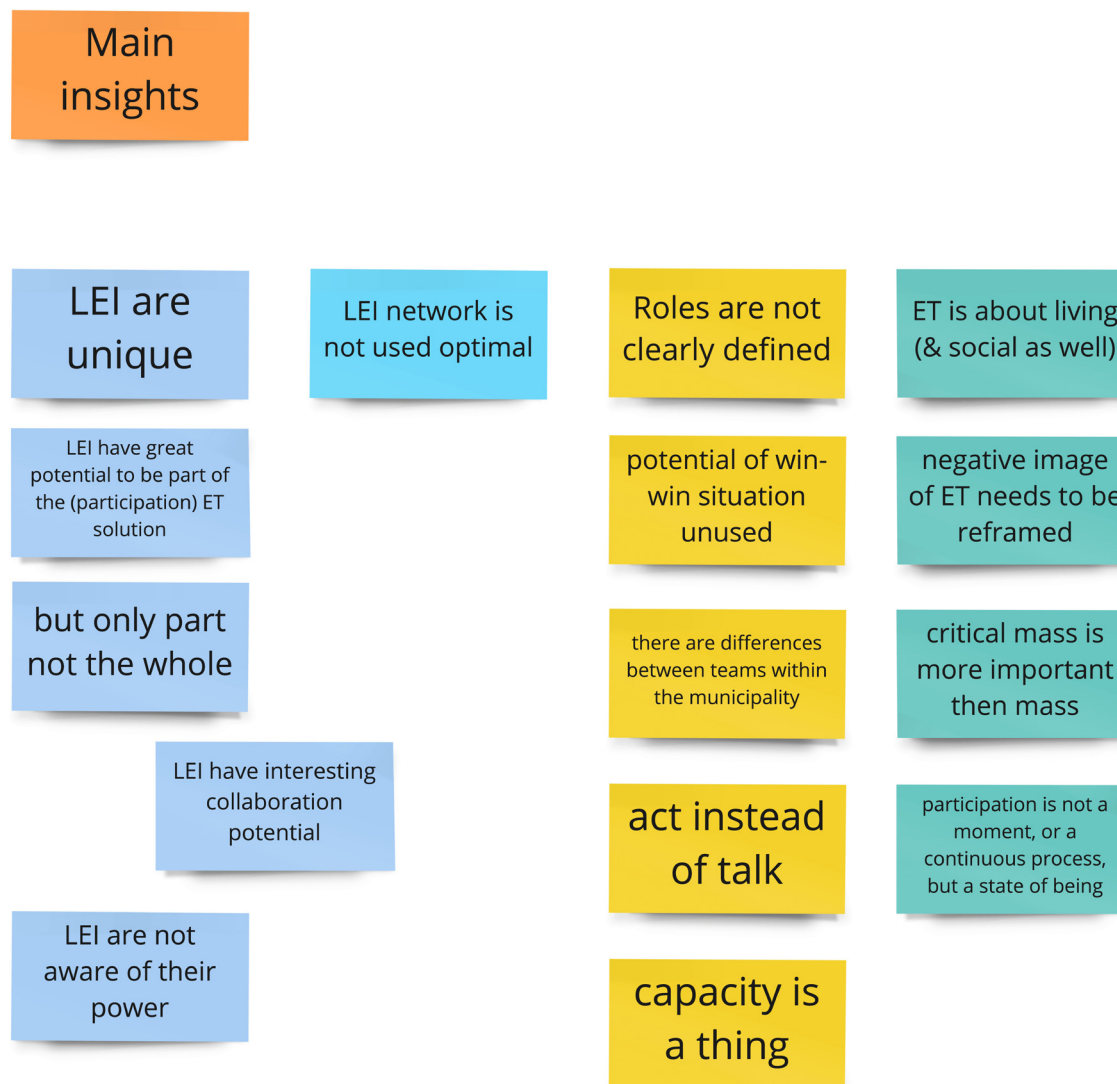 Main
insights
LEI are
unique
LEI have great
potential to be part of
the (participation) ET
solution
but only part
not the whole
LEI have interesting
collaboration
potential
LEI are not
aware of their
power
LEI network is
not used optimal
Roles are not
clearly defined
potential of win-
win situation
unused
there are differences
between teams within
the municipality
act instead
of talk
capacity is
a thing
ET is about living
(& social as well)
negative image
of ET needs to be
reframed
critical mass is
more important
then mass
participation is not a
moment, or a
continuous process,
but a state of being